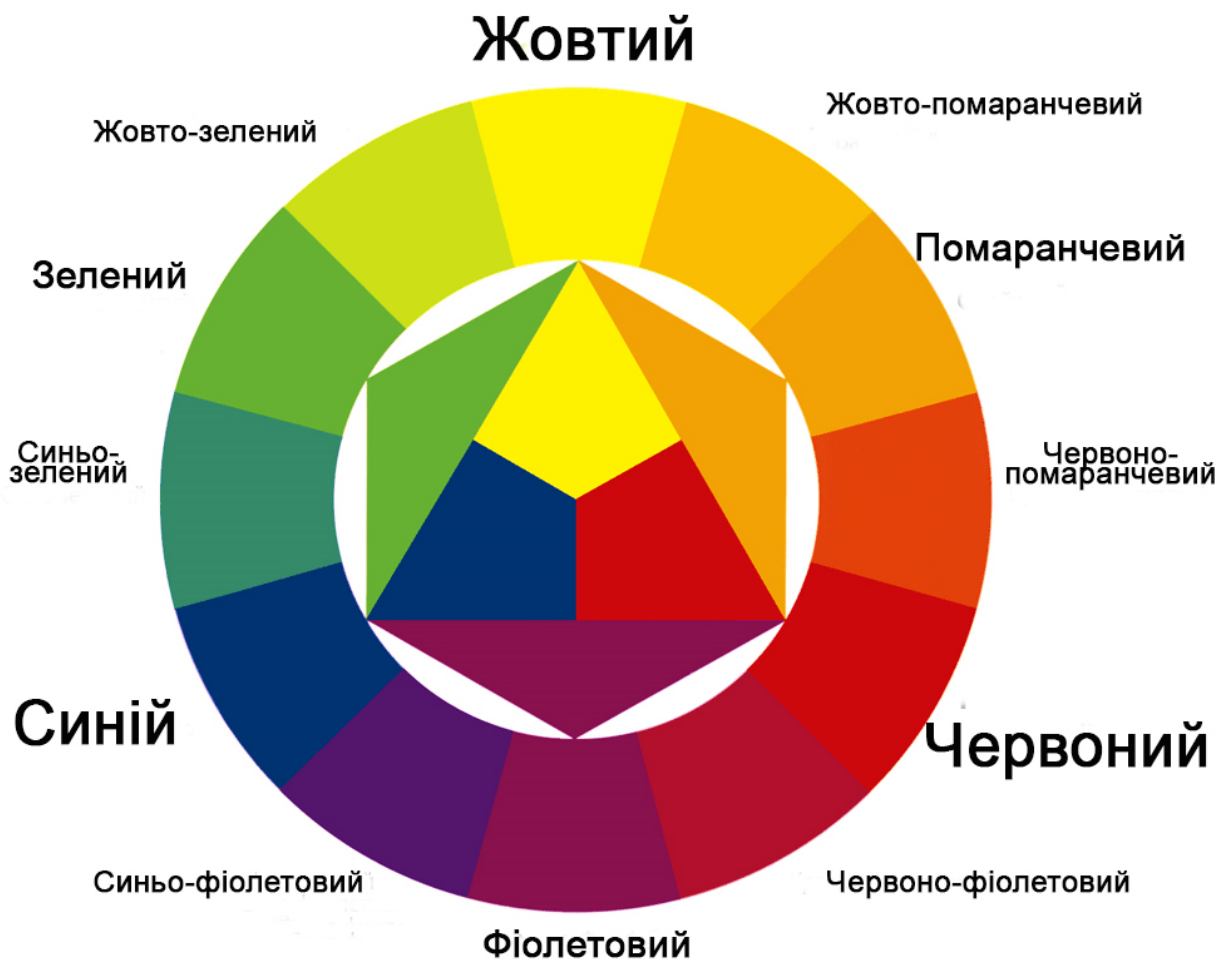 Жовтий
Жовто-помаранчевий
Жовто-зелений
Помаранчевий
Зелений
Синьо-
зелений
Червоно-
помаранчевий
Синій
Червоний
Синьо-фіолетовий
Червоно-фіолетовий
Фіолетовий